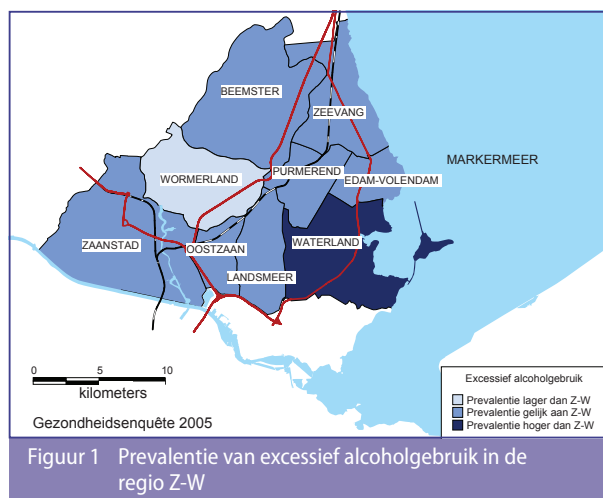 BEEMSTER
ZEEVANG
MARKERMEER
WORMERLAND
PURMEREND
EDAM-VOLENDAM
ZAANSTAD
OOSTZAAN
WATERLAND
LANDSMEER
0 5 10
kilometers
Gezondheidsenquête 2005
Excessief alcoholgebruik
Prevalentie lager dan Z-W
Prevalentie gelijk aan Z-W
Prevalentie hoger dan Z-W
Figuur 1 Prevalentie van excessief alcoholgebruik in de
regio Z-W